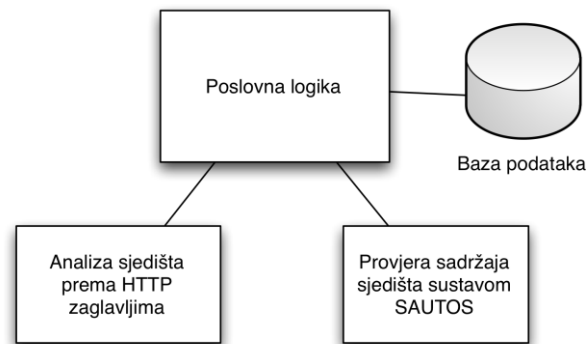 Poslovna logika
Baza podataka
Analiza sjedišta
prema HTTP
zaglavljima
Provjera sadržaja
sjedišta sustavom
SAUTOS